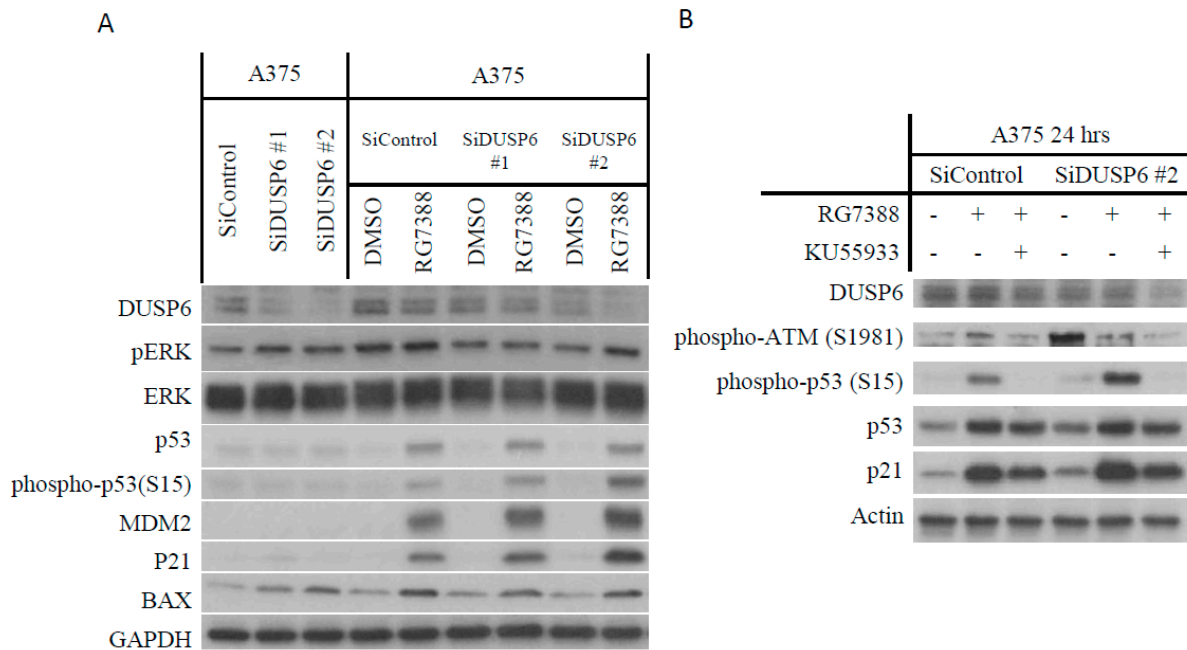 A
A375 A375
SiControl SiDUSP6 #1 SiDUSP6 #2
SiControl SiDUSP6 #1 SiDUSP6 #2
DMSO RG7388 DMSO RG7388 DMSO RG7388
DUSP6
pERK
ERK
p53
phospho-p53(S15)
MDM2
P21
BAX
GAPDH
B
A375 24 hrs
SiControl SiDUSP6 #2
RG7388 - + + - + +
KU55933 - - + - - +
DUSP6
phospho-ATM (S1981)
phospho-p53 (S15)
p53
p21
Actin